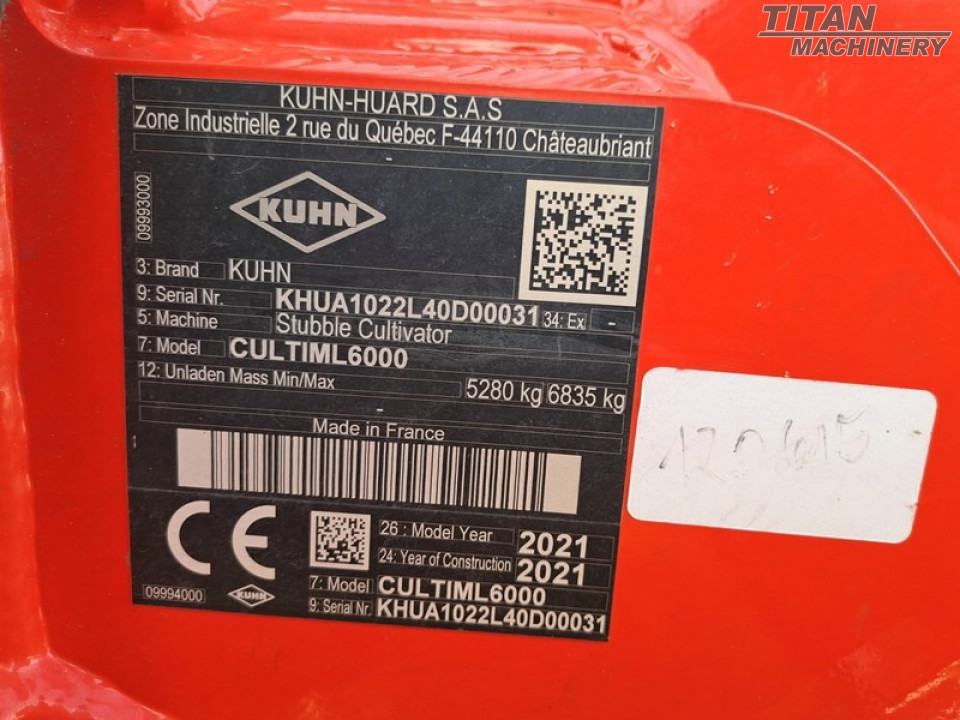 TITAN
MACHINERY
KUHN-HUARD S.A.S
Zone Industrielle 2 rue du Québec F-44110 Châteaubriant
09993000
KUHN
3: Brand KUHN
9: Serial Nr. KHUA1022L40D00031 34: Ex -
5: Machine Stubble Cultivator
7: Model CULTIML6000
12: Unladen Mass Min/Max 5280 kg 6835 kg
-
Made in France
CE
26 : Model Year 2021
24: Year of Construction 2021
7: Model CULTIML6000
9: Serial Nr. KHUA1022L40D00031
09994000
KUHN